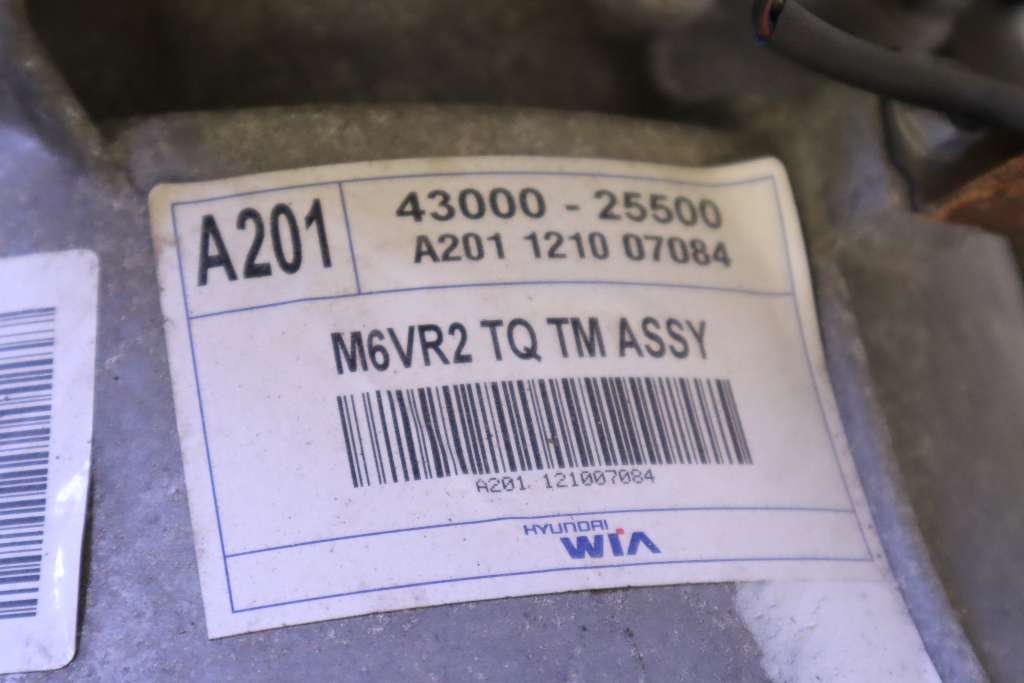 A201
43000 - 25500
A201 1210 07084
M6VR2 TQ TM ASSY
A201 121007084
HYUNDAI
WIA